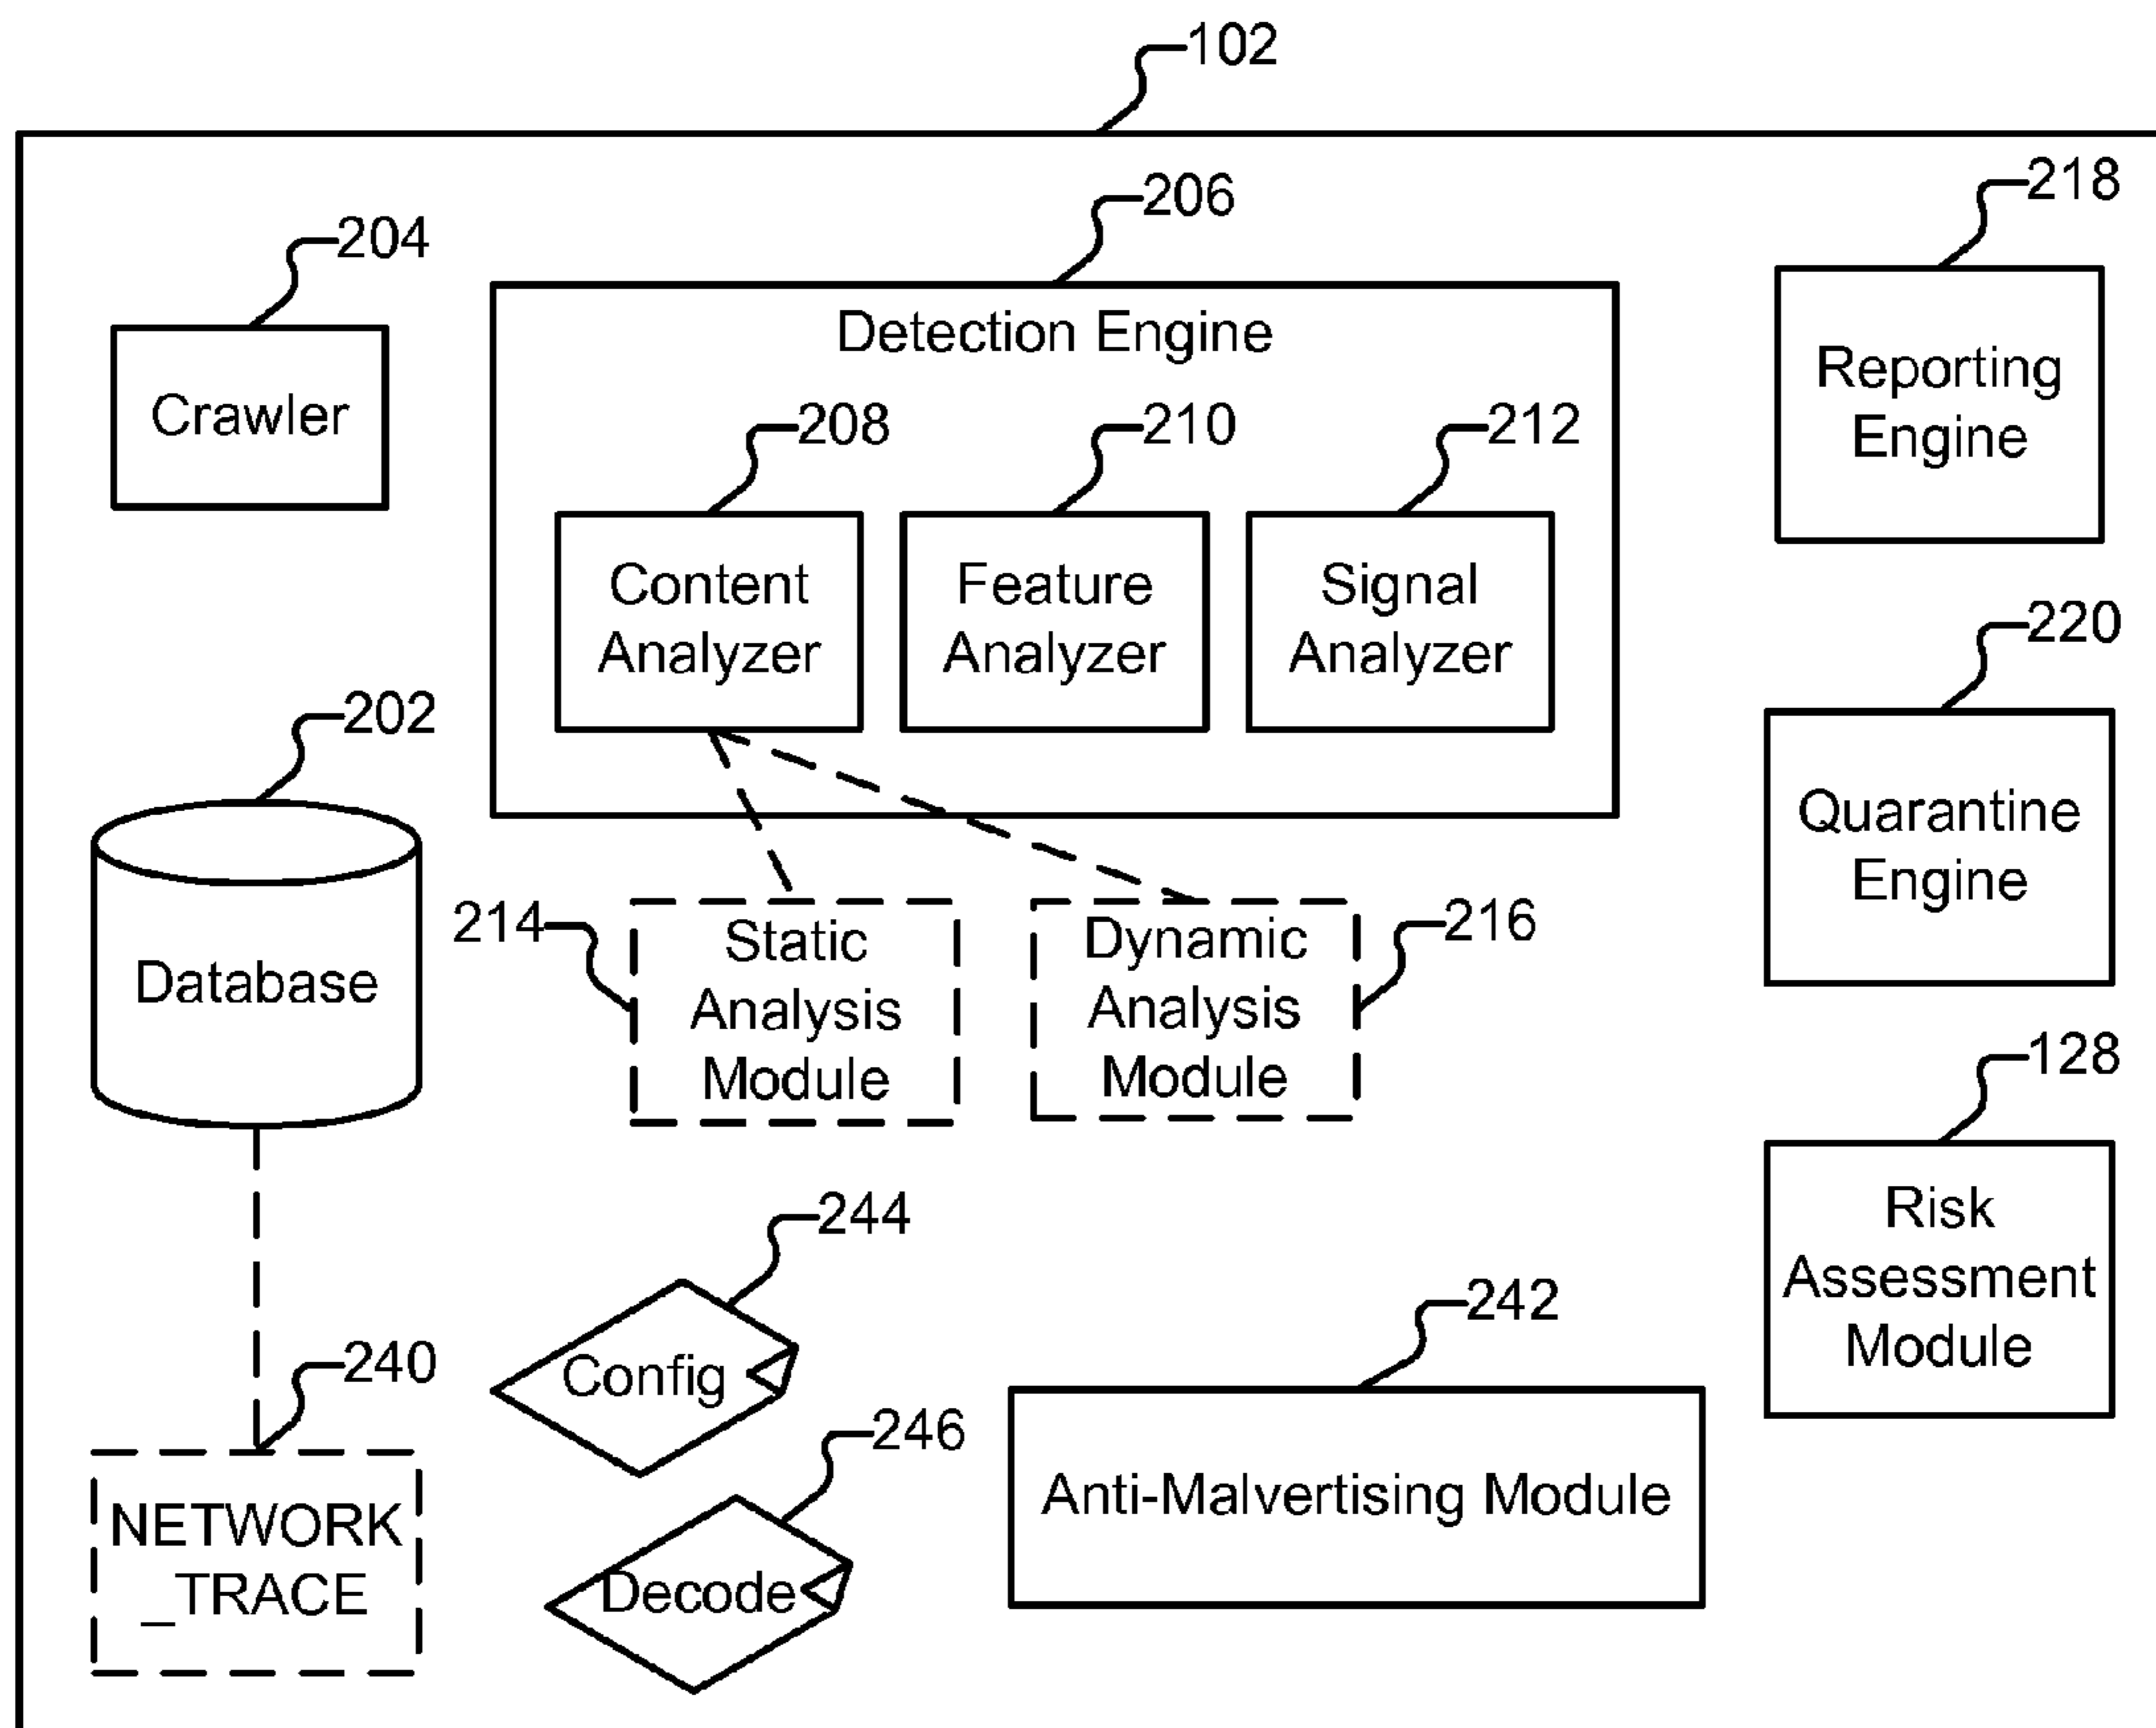 102
206
218
204
Detection Engine
Reporting
Engine
Crawler
208
210
212
Content
Analyzer
Feature
Analyzer
Signal
Analyzer
220
202
Quarantine
Engine
214
Static
Analysis
Module
Dynamic
Analysis
Module
216
Database
128
Risk
Assessment
Module
244
Config
242
240
246
Anti-Malvertising Module
NETWORK
_TRACE
Decode